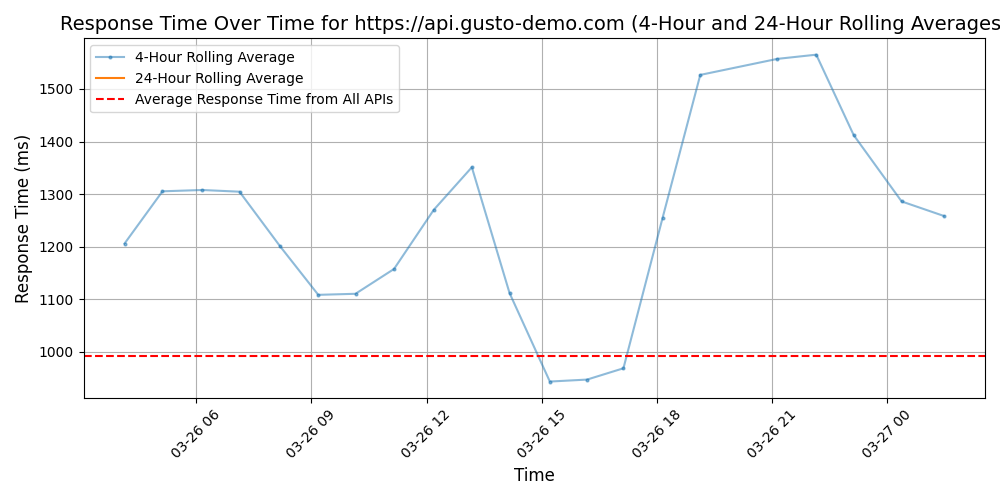 Response Time Over Time for https://api.gusto-demo.com (4-Hour and 24-Hour Rolling Averages
4-Hour Rolling Average
24-Hour Rolling Average
Average Response Time from All APIs
Response Time (ms)
1500
1400
1300
1200
1100
1000
03-26 06
03-26 09
03-26 12
03-26 15
03-26 18
03-26 21
03-27 00
Time